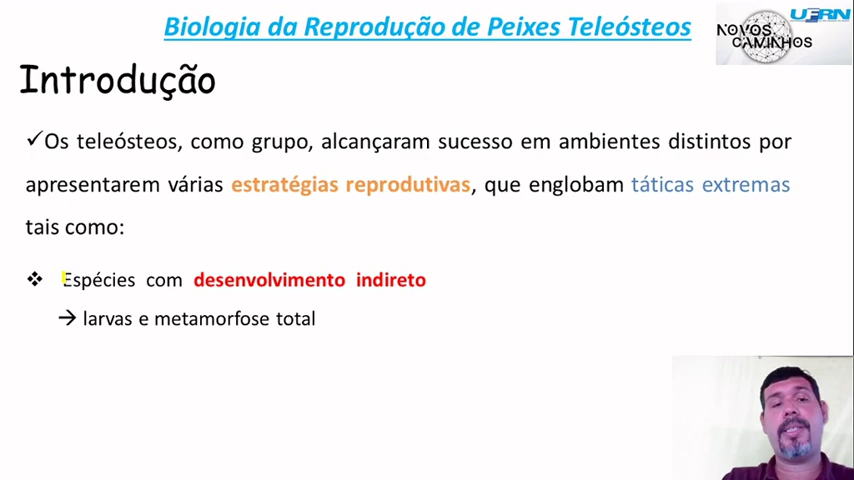 Biologia da Reprodução de Peixes Teleósteos
UFRN
NOVOS
CAMINHOS
Introdução
✓Os teleósteos, como grupo, alcançaram sucesso em ambientes distintos por
apresentarem várias estratégias reprodutivas, que englobam táticas extremas
tais como:
❖ Espécies com desenvolvimento indireto
→ larvas e metamorfose total